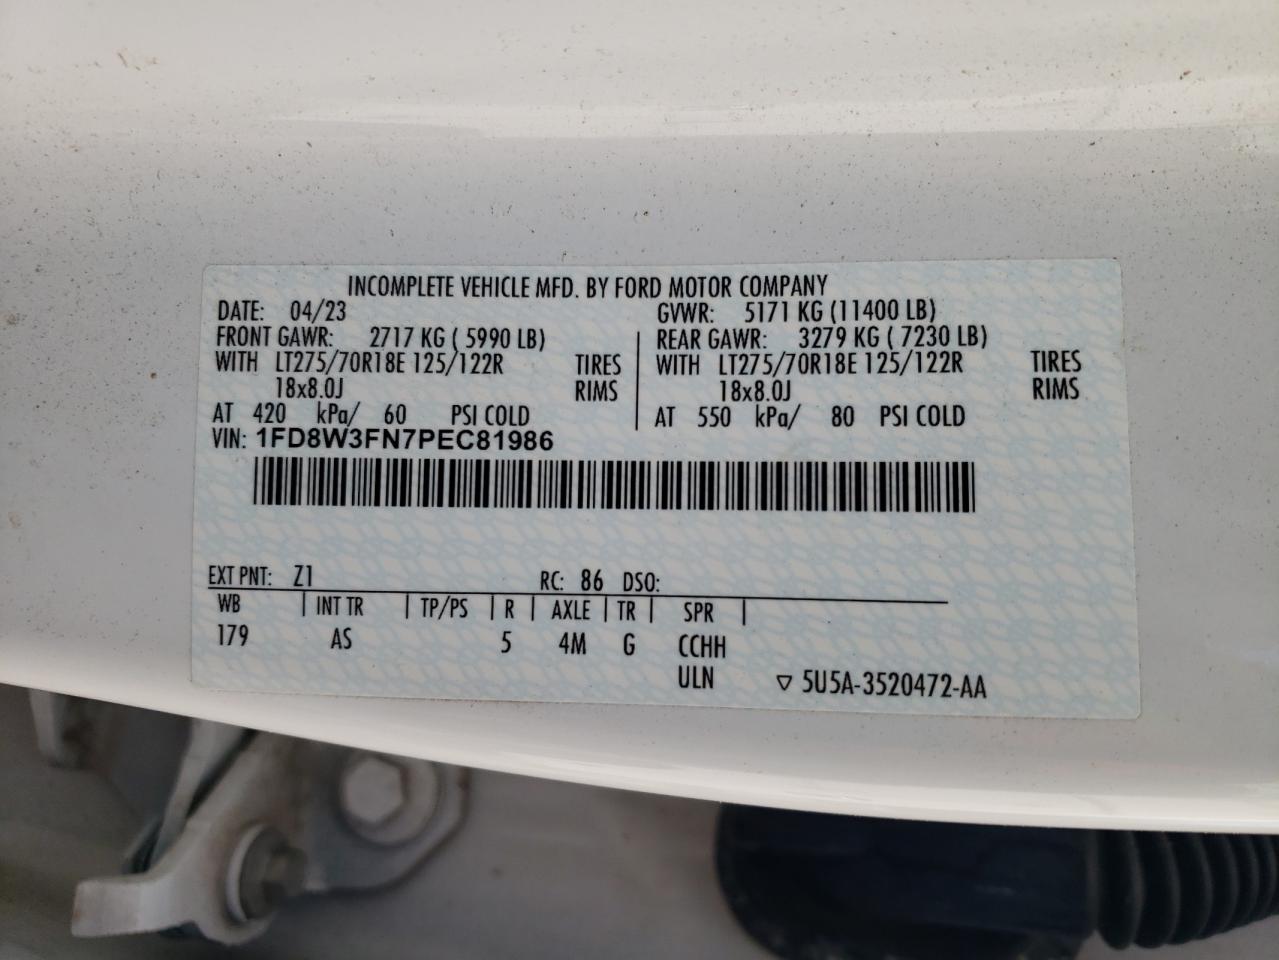 INCOMPLETE VEHICLE MFD. BY FORD MOTOR COMPANY
DATE: 04/23 GVWR: 5171 KG (11400 LB)
FRONT GAWR: 2717 KG ( 5990 LB) REAR GAWR: 3279 KG ( 7230 LB)
WITH LT275/70R18E 125/122R TIRES WITH LT275/70R18E 125/122R TIRES
18x8.0J RIMS 18x8.0J RIMS
AT 420 kPa/ 60 PSI COLD AT 550 kPa/ 80 PSI COLD
VIN: 1FD8W3FN7PEC81986
EXT PNT: Z1 RC: 86 DSO:
WB | INT TR | TP/PS | R | AXLE | TR | SPR |
179 AS 5 4M G CCHH
ULN ▽ 5U5A-3520472-AA